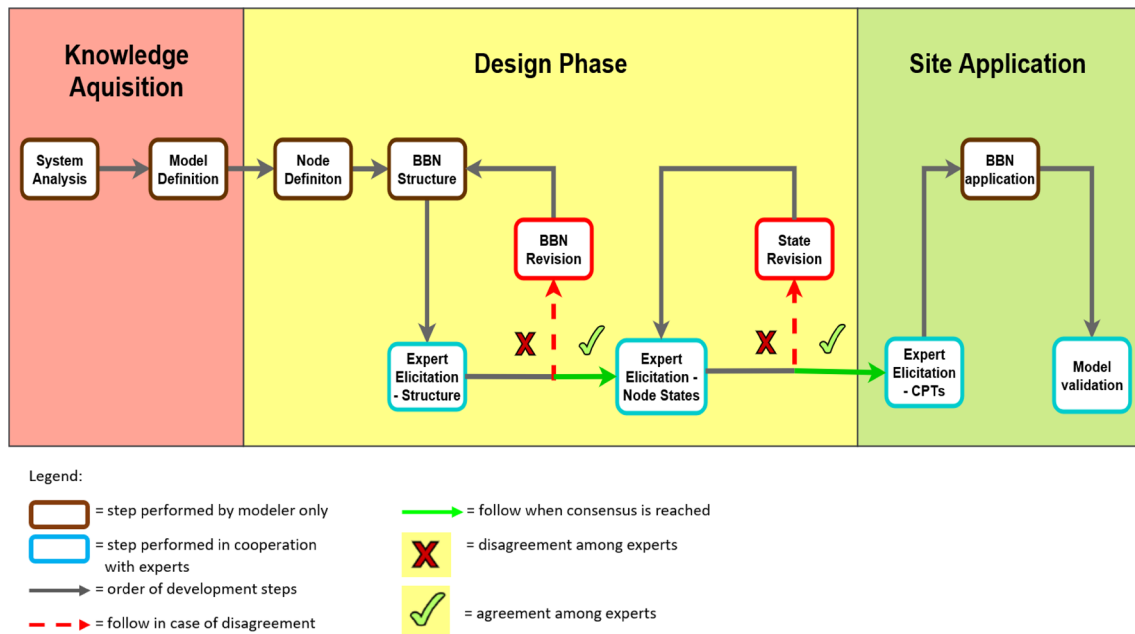 Knowledge
Aquisition
Design Phase
Site Application
System
Analysis
Model
Definition
Node
Definiton
BBN
Structure
BBN
application
BBN
Revision
State
Revision
Expert
Elicitation
- Structure
Expert
Elicitation -
Node States
Expert
Elicitation
- CPTs
Model
validation
Legend:
= step performed by modeler only
= step performed in cooperation
with experts
= order of development steps
= follow in case of disagreement
= follow when consensus is reached
= disagreement among experts
= agreement among experts